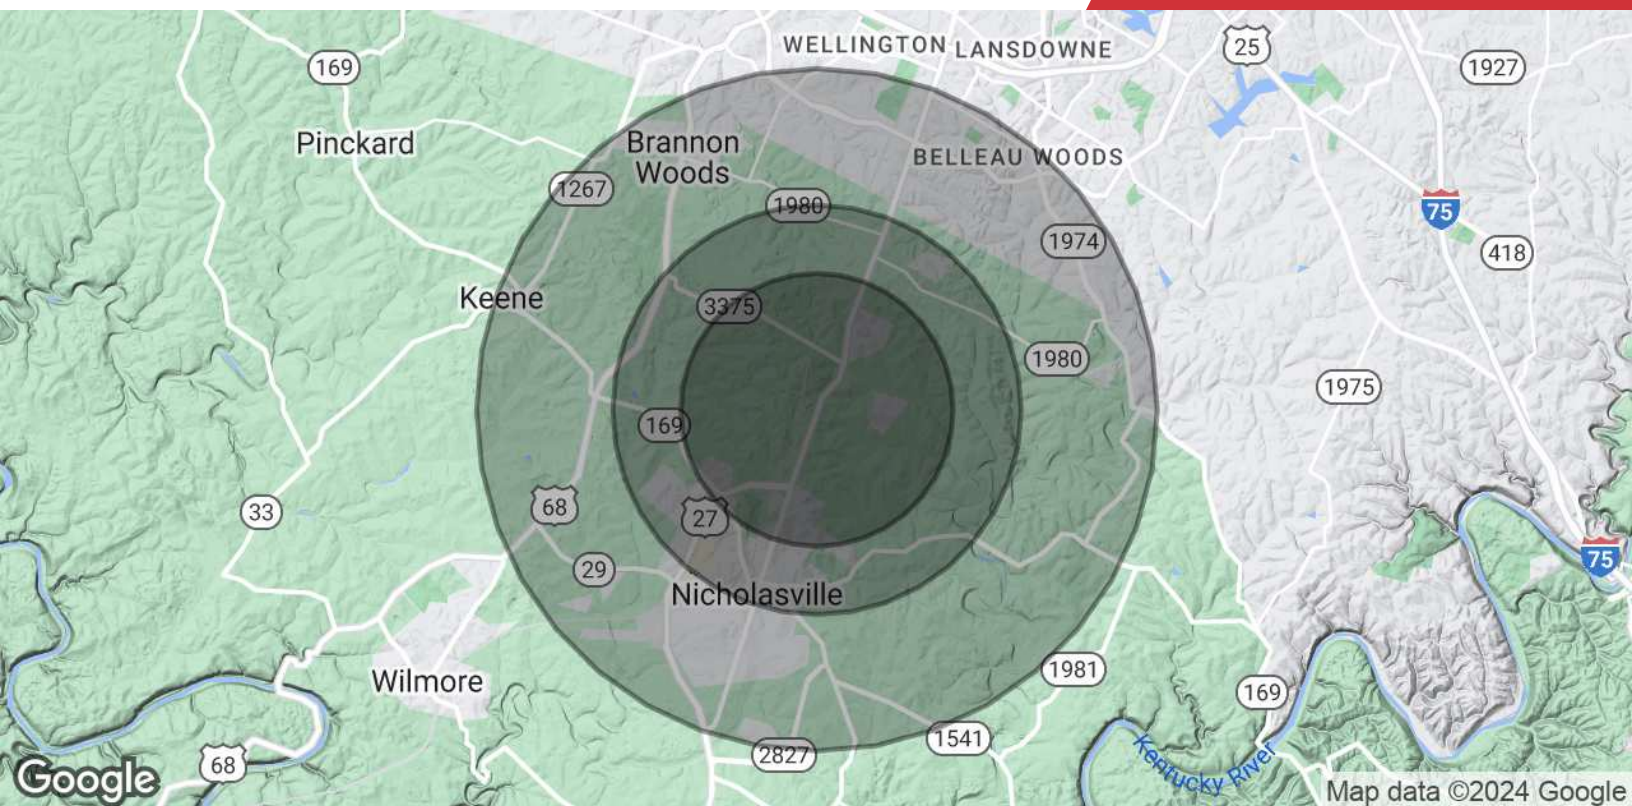 WELLINGTON
LANSDOWNE
25
1927
169
Pinckard
Brannon
Woods
BELLEAU WOODS
1267
1980
75
1974
418
Keene
3375
1980
1975
169
33
68
27
75
29
Nicholasville
Wilmore
1981
169
68
2827
1541
Kentucky River
Google
Map data ©2024 Google